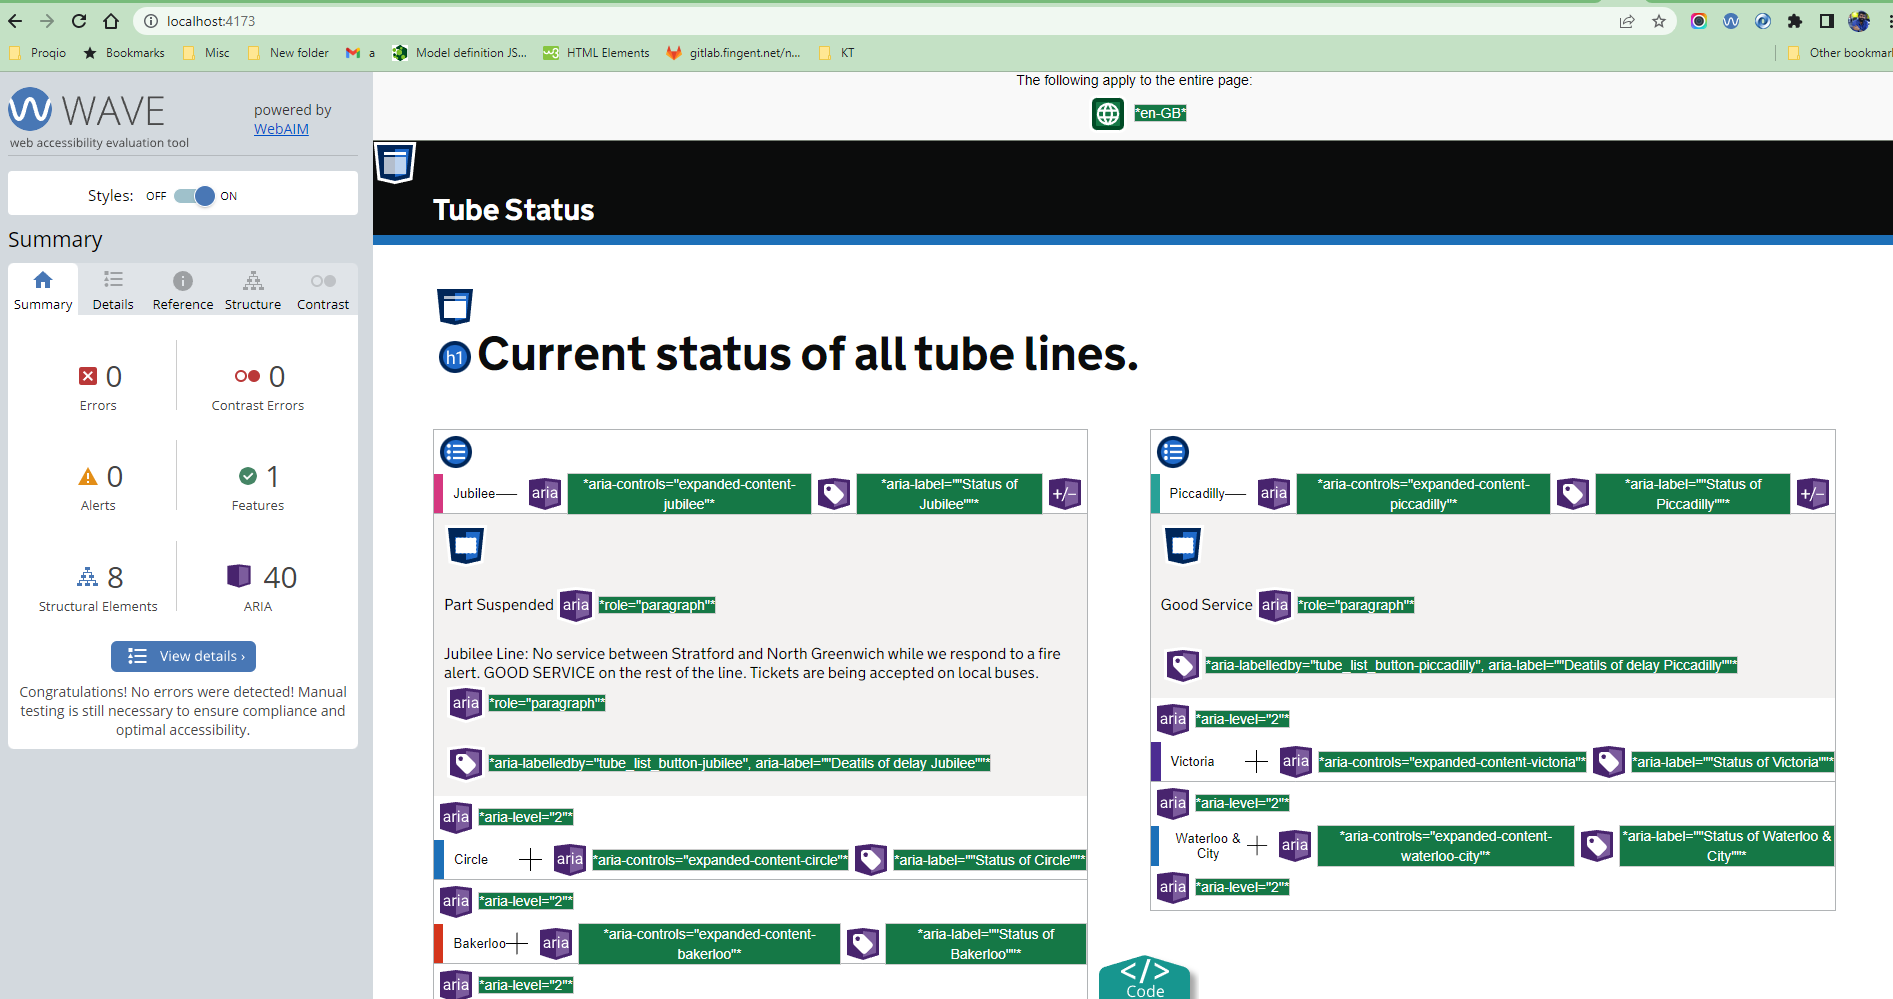 localhost:4173
Proqio
Bookmarks
Misc
New folder
a
Model definition JS...
HTML Elements
gitlab.fingent.net/n...
KT
Other bookmar
WAVE
web accessibility evaluation tool
powered by
WebAIM
Styles: OFF ON
Summary
Summary
Details
Reference
Structure
Contrast
0
Errors
0
Contrast Errors
0
Alerts
1
Features
8
Structural Elements
40
ARIA
View details ›
Congratulations! No errors were detected! Manual
testing is still necessary to ensure compliance and
optimal accessibility.
The following apply to the entire page:
*en-GB*
Tube Status
h1 Current status of all tube lines.
Jubilee
aria
*aria-controls="expanded-content-
jubilee"*
*aria-label=""Status of
Jubilee""*
+/−
Part Suspended aria *role="paragraph"*
Jubilee Line: No service between Stratford and North Greenwich while we respond to a fire
alert. GOOD SERVICE on the rest of the line. Tickets are being accepted on local buses.
aria *role="paragraph"*
*aria-labelledby="tube_list_button-jubilee", aria-label=""Deatils of delay Jubilee""*
aria *aria-level="2"*
Circle aria *aria-controls="expanded-content-circle"* *aria-label=""Status of Circle""*
aria *aria-level="2"*
Bakerloo
aria
*aria-controls="expanded-content-
bakerloo"*
*aria-label=""Status of
Bakerloo""*
aria *aria-level="2"*
Piccadilly
aria
*aria-controls="expanded-content-
piccadilly"*
*aria-label=""Status of
Piccadilly""*
+/−
Good Service aria *role="paragraph"*
*aria-labelledby="tube_list_button-piccadilly", aria-label=""Deatils of delay Piccadilly""*
aria *aria-level="2"*
Victoria aria *aria-controls="expanded-content-victoria"* *aria-label=""Status of Victoria""*
aria *aria-level="2"*
Waterloo &
City
aria
*aria-controls="expanded-content-
waterloo-city"*
*aria-label=""Status of Waterloo &
City""*
aria *aria-level="2"*
</>
Code